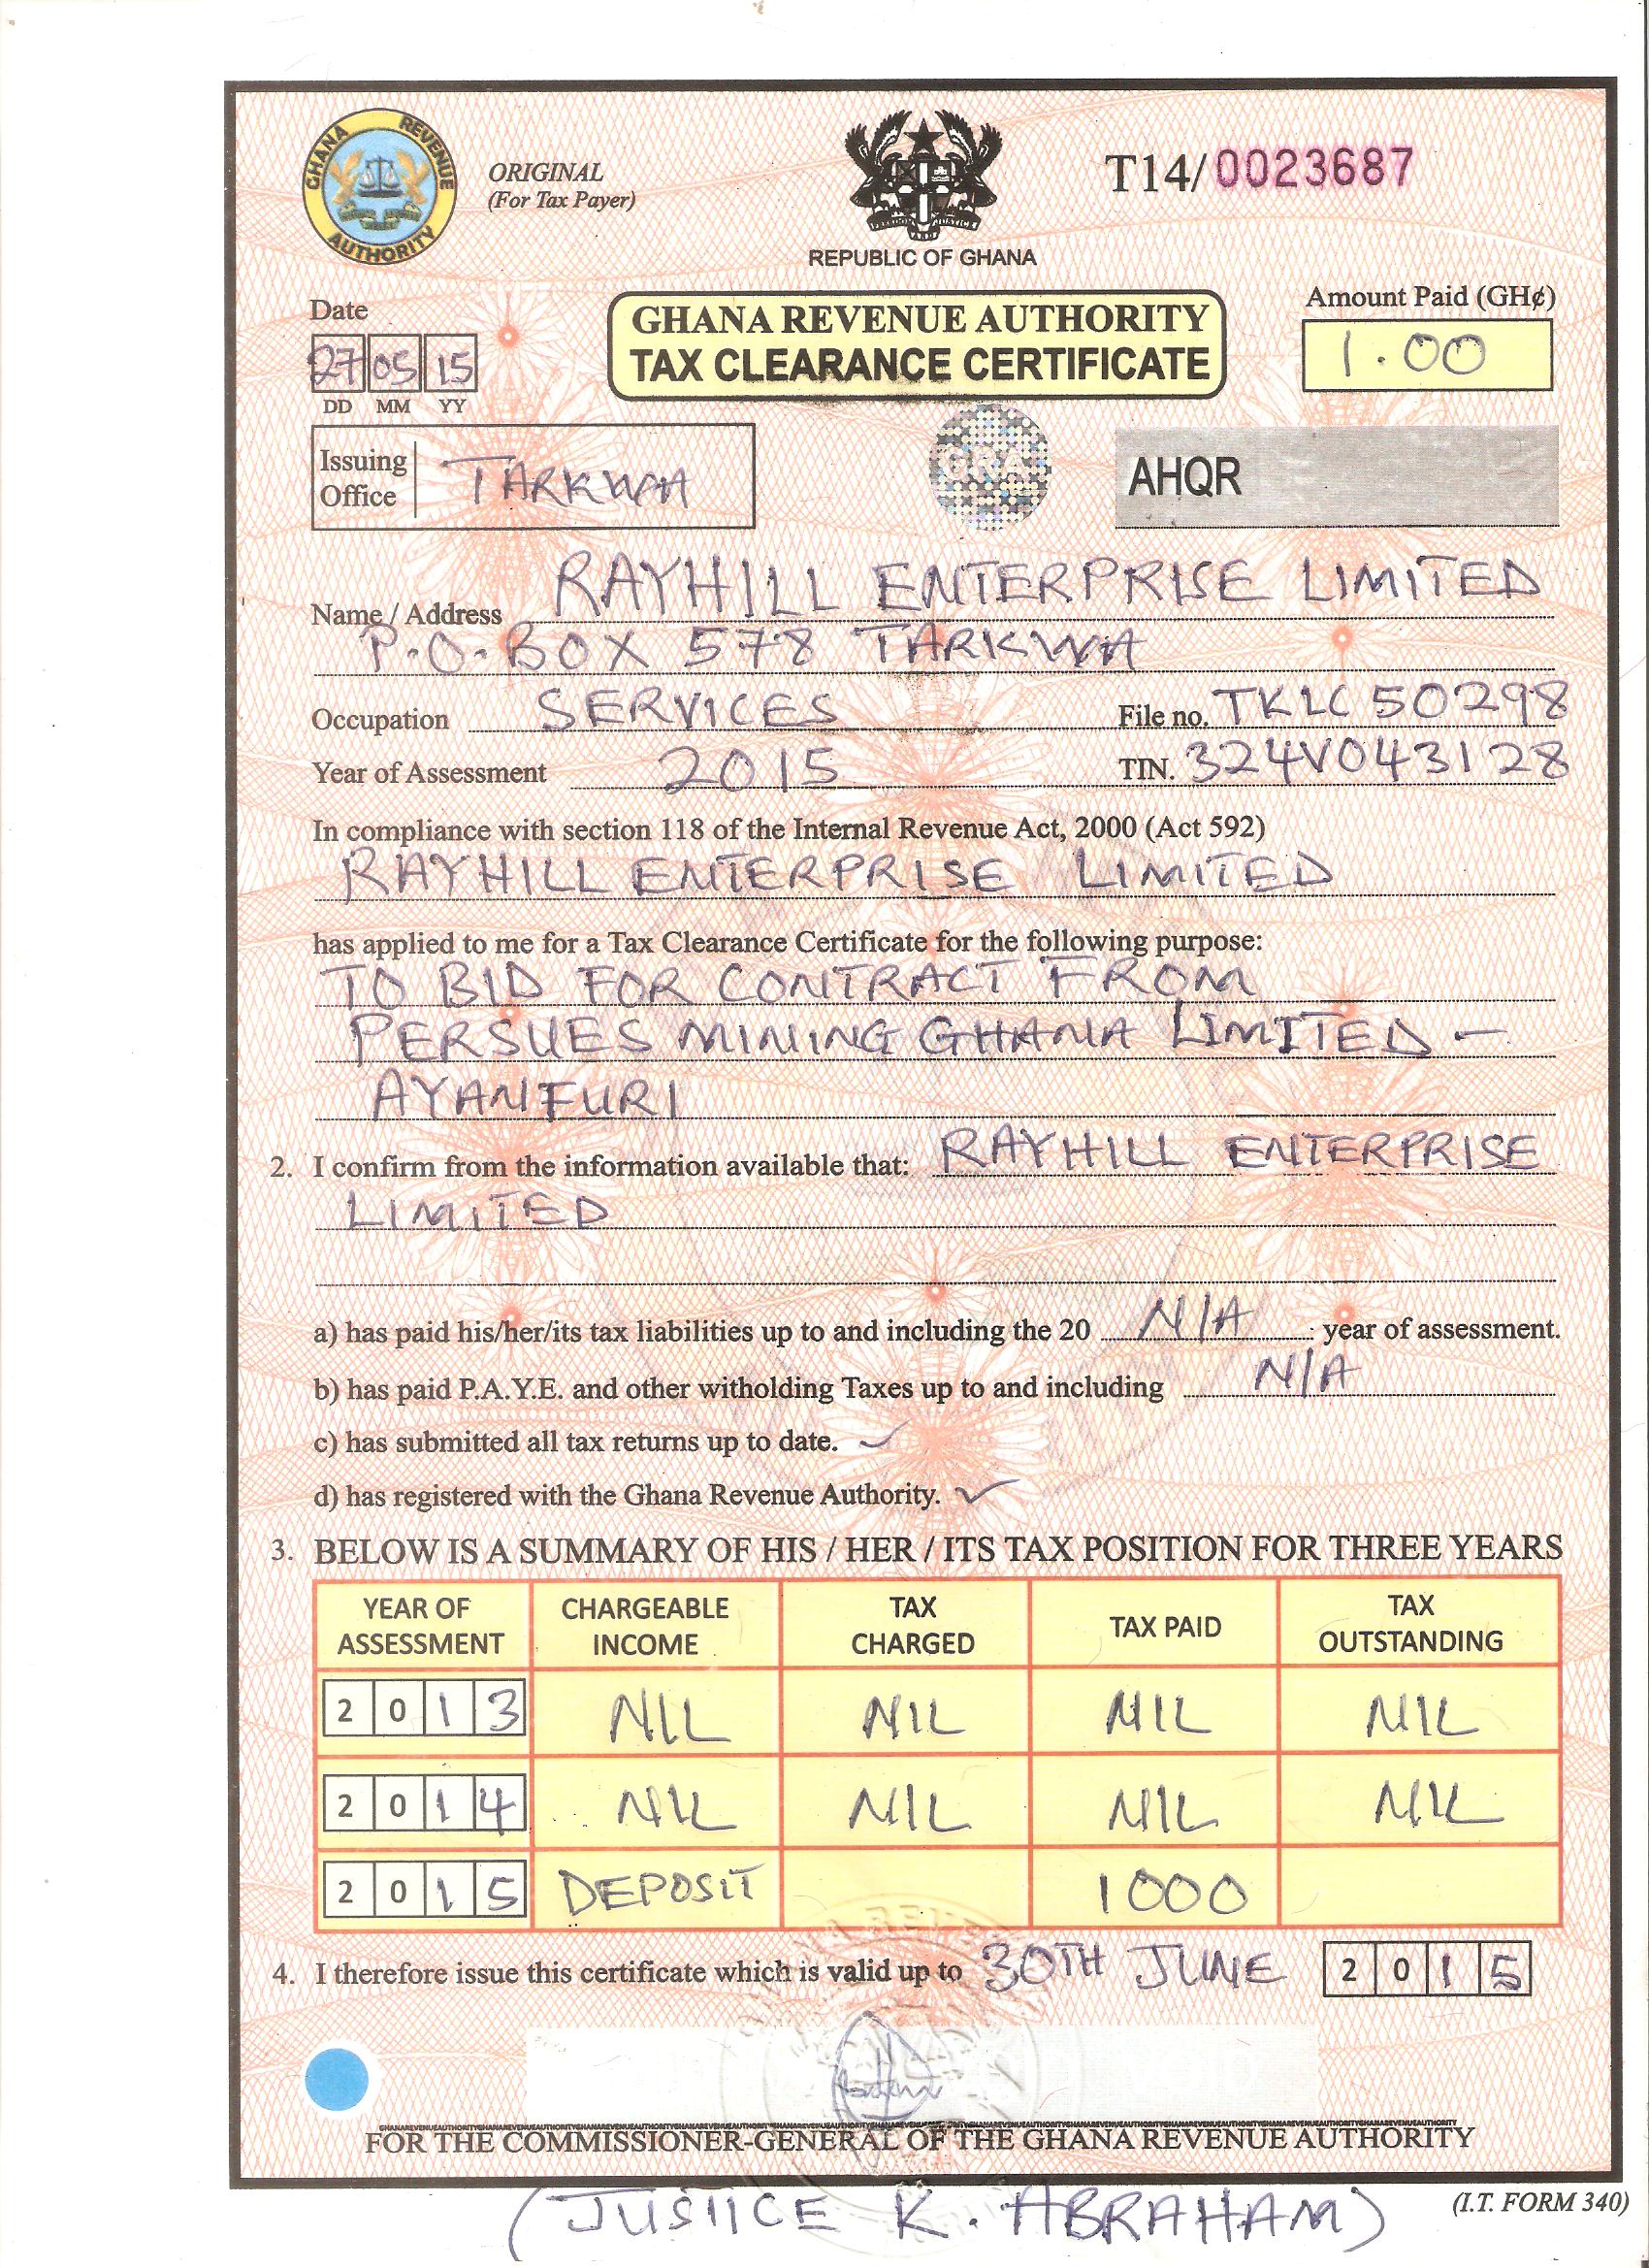 GHANA REVENUE AUTHORITY
ORIGINAL
(For Tax Payer)
FREEDOM AND JUSTICE
REPUBLIC OF GHANA
T14/0023687
Date
27 05 15
DD MM YY
GHANA REVENUE AUTHORITY
TAX CLEARANCE CERTIFICATE
Amount Paid (GH¢)
1.00
Issuing Office TARKWA
GRA
AHQR
Name / Address RAYHILL ENTERPRISE LIMITED
P.O. BOX 578 TARKWA
Occupation SERVICES File no. TKLC 50298
Year of Assessment 2015 TIN. 324V043128
In compliance with section 118 of the Internal Revenue Act, 2000 (Act 592)
RAYHILL ENTERPRISE LIMITED
has applied to me for a Tax Clearance Certificate for the following purpose:
TO BID FOR CONTRACT FROM
PERSUES MINING GHANA LIMITED –
AYANFURI
2. I confirm from the information available that: RAYHILL ENTERPRISE
LIMITED
a) has paid his/her/its tax liabilities up to and including the 20 N/A year of assessment.
b) has paid P.A.Y.E. and other witholding Taxes up to and including N/A
c) has submitted all tax returns up to date. ✓
d) has registered with the Ghana Revenue Authority. ✓
3. BELOW IS A SUMMARY OF HIS / HER / ITS TAX POSITION FOR THREE YEARS
YEAR OF ASSESSMENT CHARGEABLE INCOME TAX CHARGED TAX PAID TAX OUTSTANDING
2013 NIL NIL NIL NIL
2014 NIL NIL NIL NIL
2015 DEPOSIT 1000
4. I therefore issue this certificate which is valid up to 30TH JUNE 2015
FOR THE COMMISSIONER-GENERAL OF THE GHANA REVENUE AUTHORITY
(JUSTICE K. ABRAHAM)
(I.T. FORM 340)